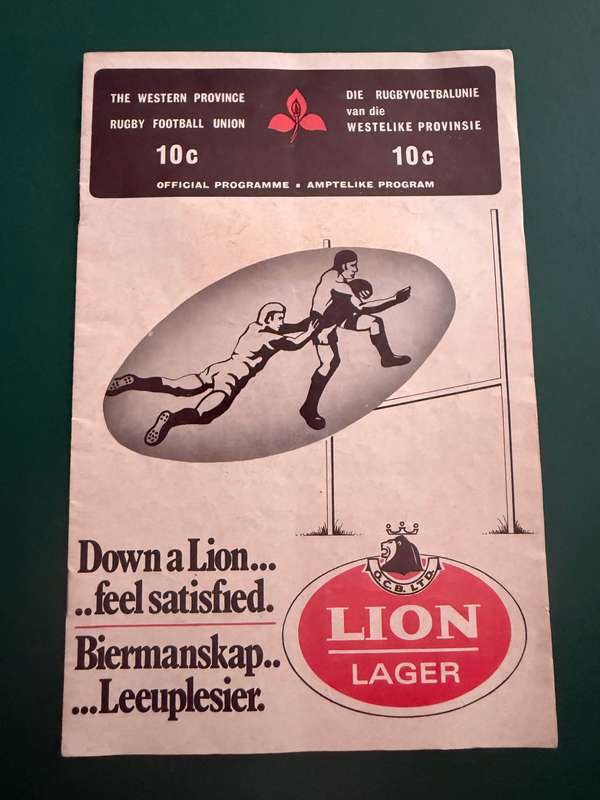 THE WESTERN PROVINCE
RUGBY FOOTBALL UNION
10c
DIE RUGBYVOETBALUNIE
van die
WESTELIKE PROVINSIE
10c
OFFICIAL PROGRAMME ▪ AMPTELIKE PROGRAM
Down a Lion...
..feel satisfied.
Biermanskap..
...Leeuplesier.
O.C.B. LTD.
LION
LAGER